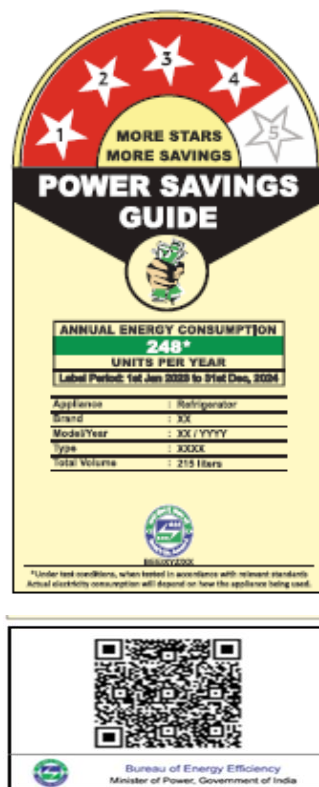 1 2 3 4 5
MORE STARS
MORE SAVINGS
POWER SAVINGS
GUIDE
ANNUAL ENERGY CONSUMPTION
248*
UNITS PER YEAR
Label Period: 1st Jan 2023 to 31st Dec, 2024
Appliance : Refrigerator
Brand : XX
Model/Year : XX / YYYY
Type : XXXX
Total Volume : 215 liters
*Under test conditions, when tested in accordance with relevant standards
Actual electricity consumption will depend on how the appliance being used.
Bureau of Energy Efficiency
Minister of Power, Government of India